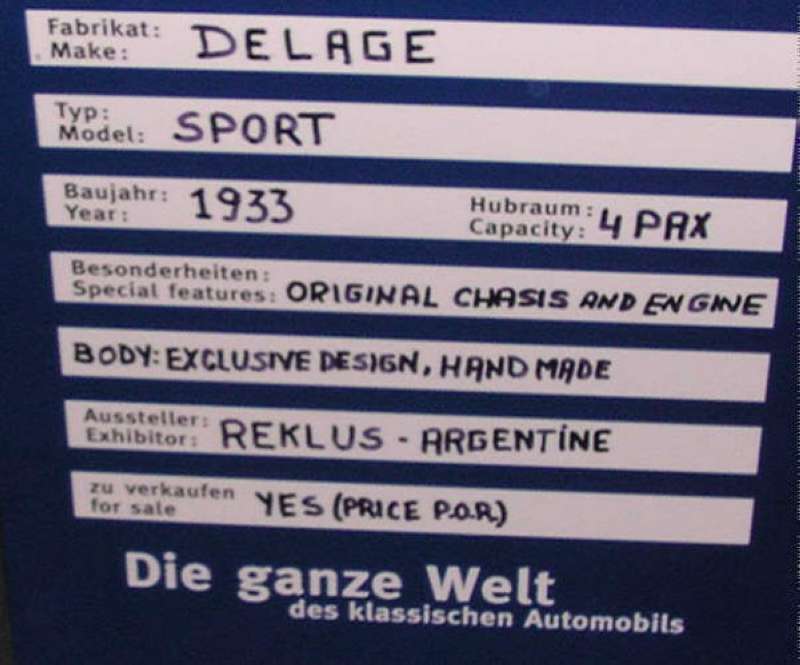 Fabrikat:
Make: DELAGE
Typ:
Model: SPORT
Baujahr:
Year: 1933
Hubraum:
Capacity: 4 PAX
Besonderheiten:
Special features: ORIGINAL CHASIS AND ENGINE
BODY: EXCLUSIVE DESIGN, HAND MADE
Aussteller:
Exhibitor: REKLUS - ARGENTINE
zu verkaufen
for sale YES (PRICE P.O.R.)
Die ganze Welt
des klassischen Automobils